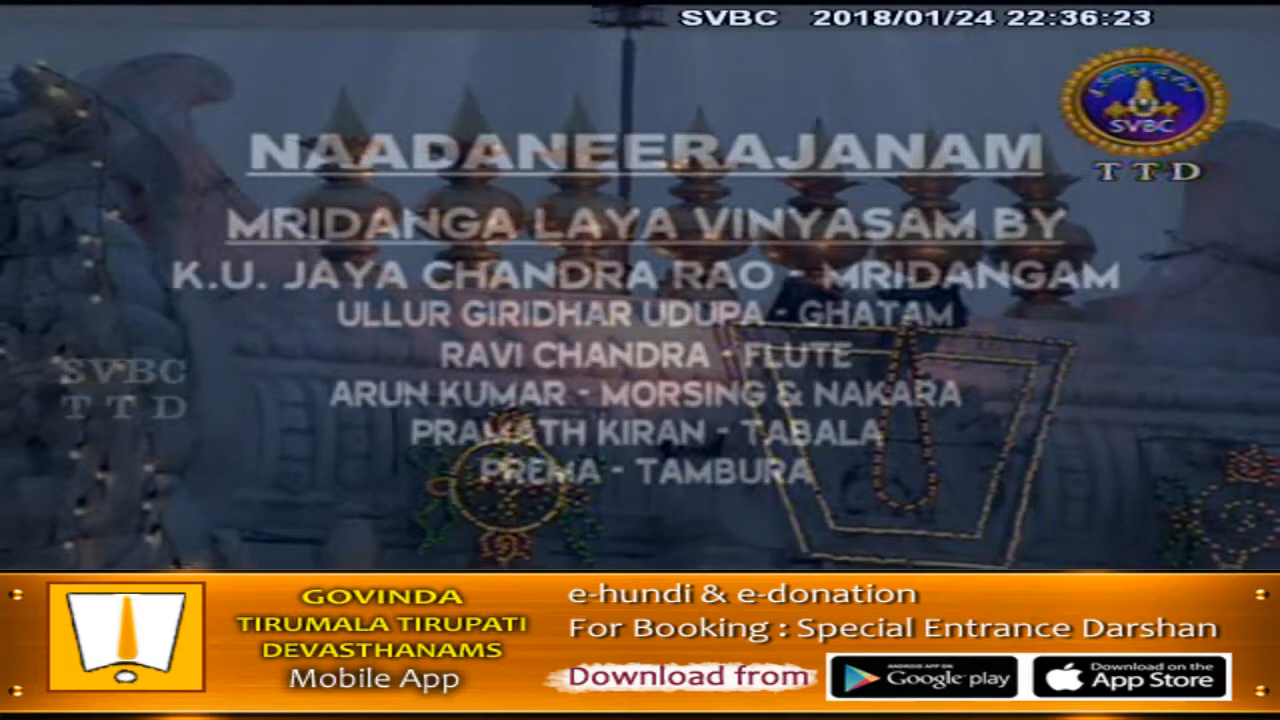 SVBC 2018/01/24 22:36:23
SVBC
TTD
NAADANEERAJANAM
MRIDANGA LAYA VINYASAM BY
K.U. JAYA CHANDRA RAO - MRIDANGAM
ULLUR GIRIDHAR UDUPA - GHATAM
RAVI CHANDRA - FLUTE
ARUN KUMAR - MORSING & NAKARA
PRAMATH KIRAN - TABALA
PREMA - TAMBURA
SVBC
TTD
GOVINDA
TIRUMALA TIRUPATI
DEVASTHANAMS
Mobile App
e-hundi & e-donation
For Booking : Special Entrance Darshan
Download from
ANDROID APP ON
Google play
Download on the
App Store